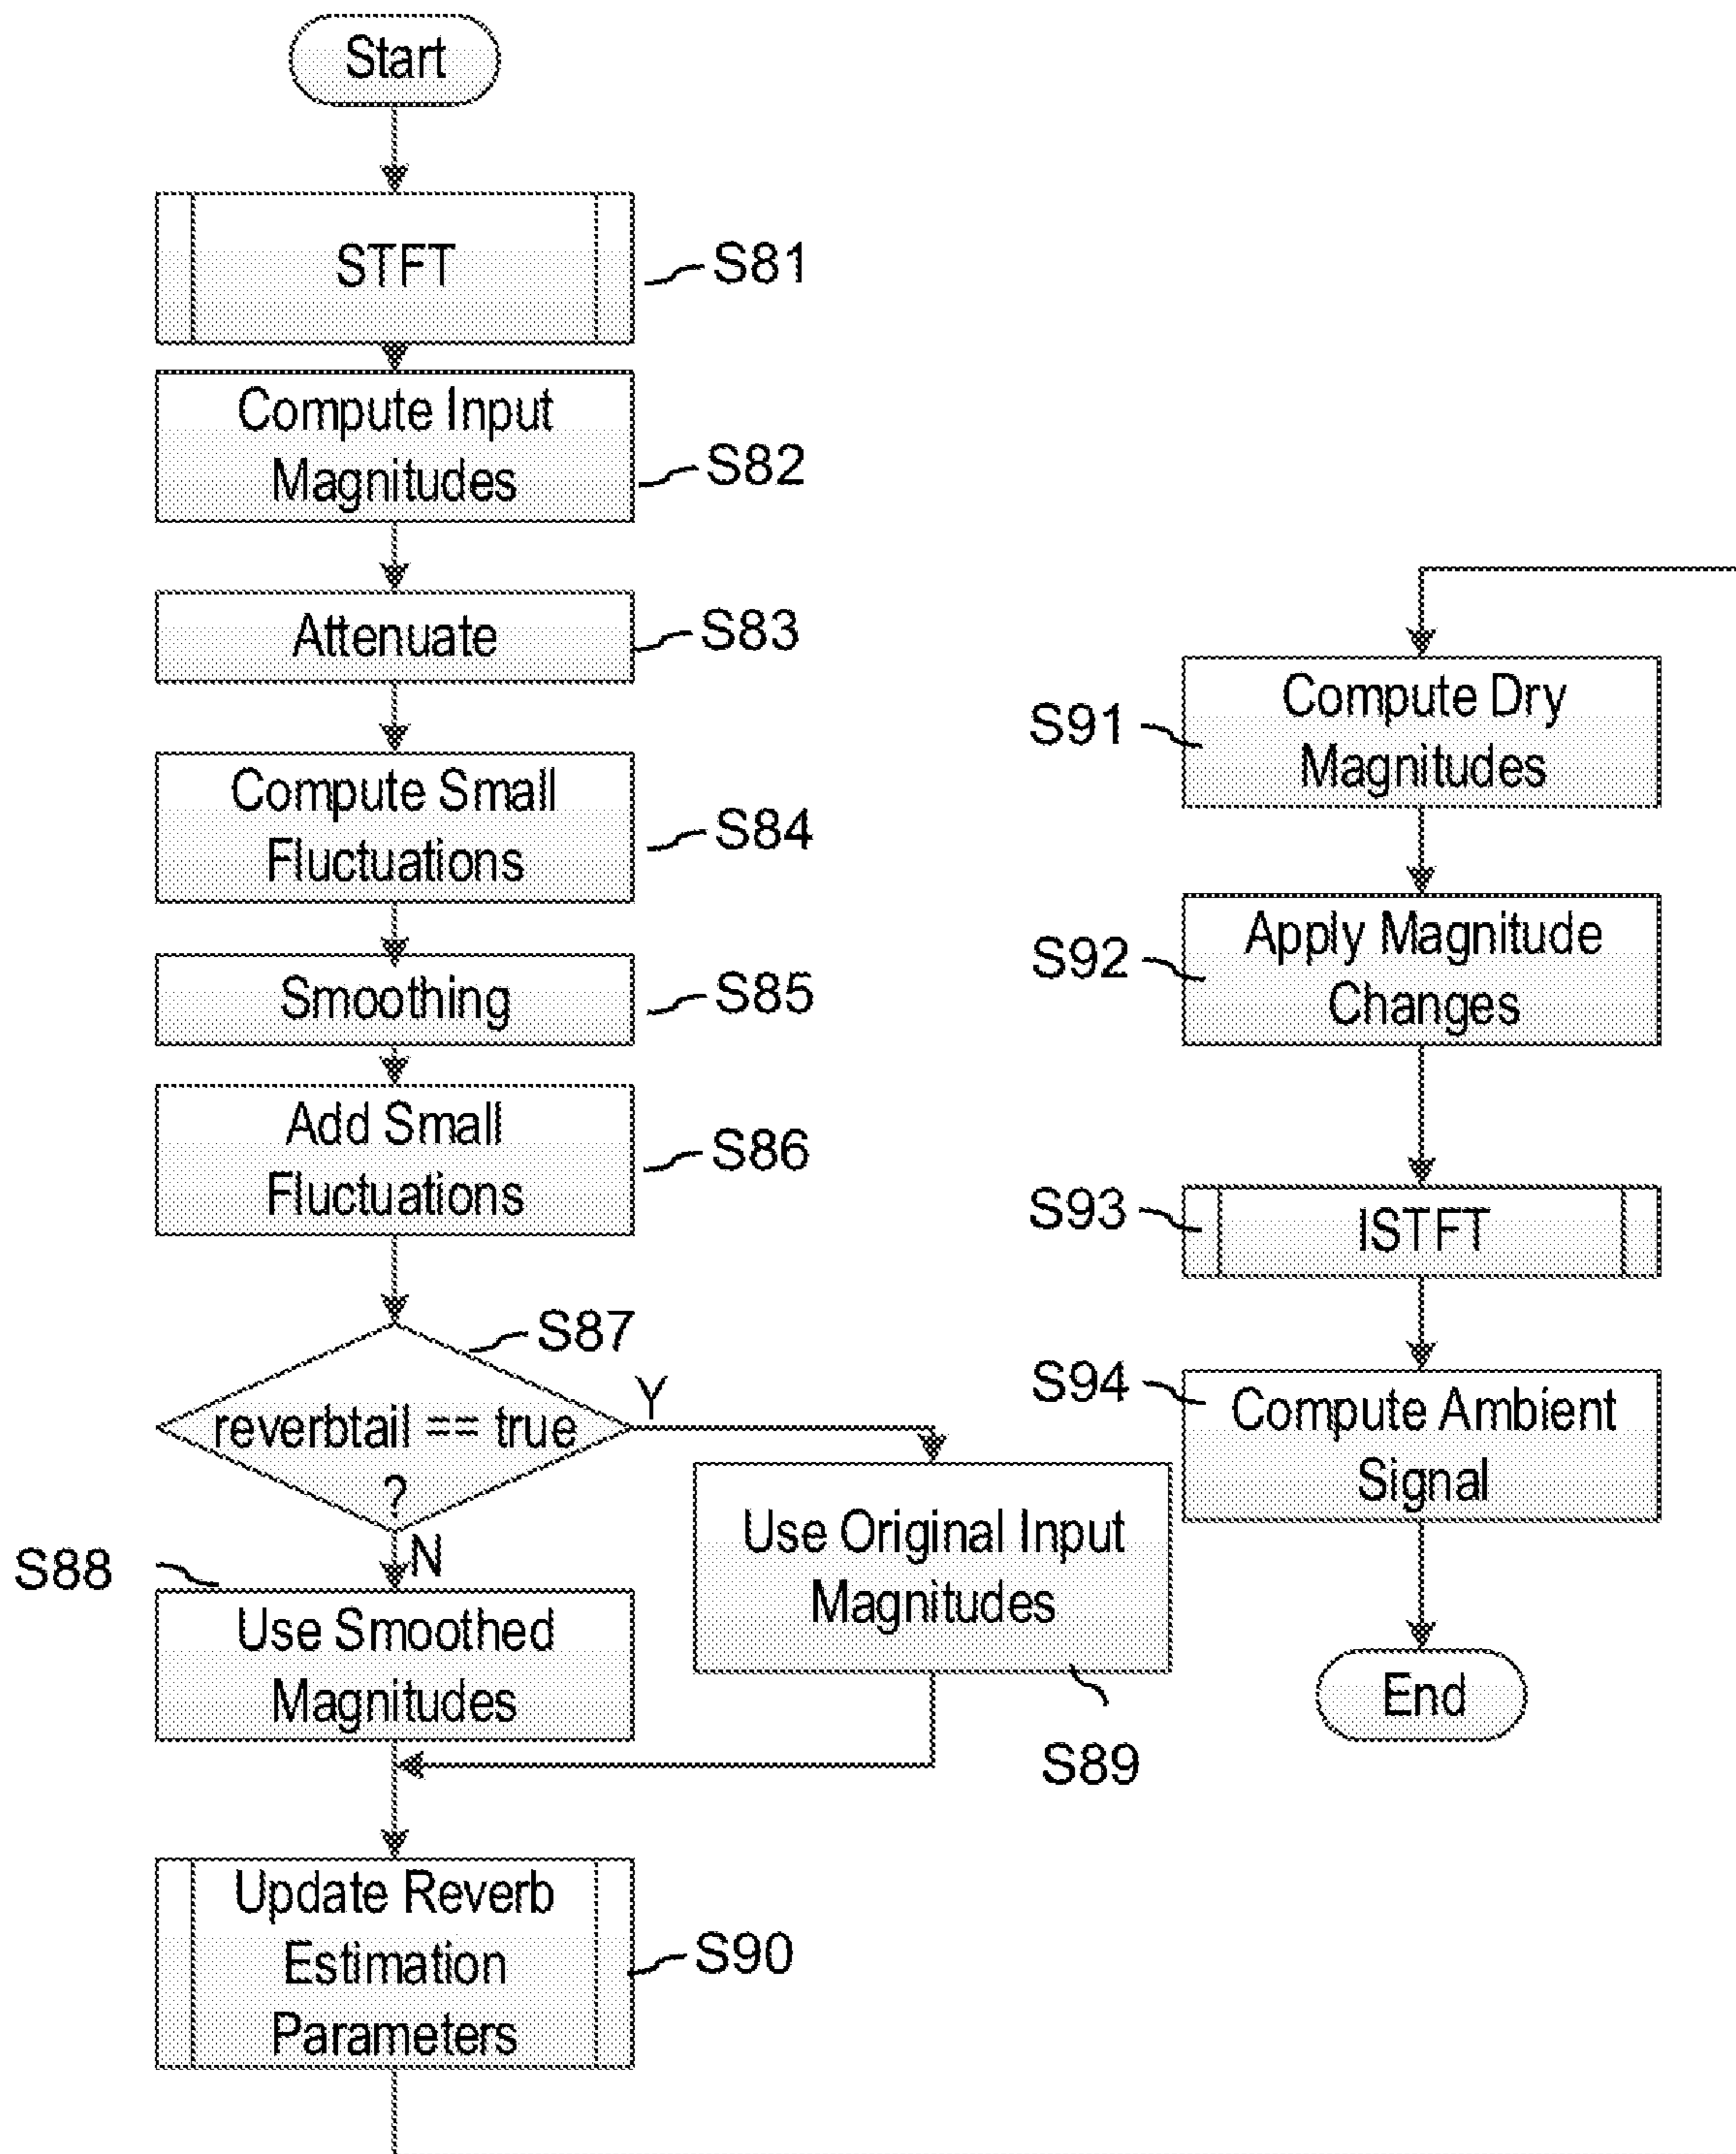 Start
STFT
S81
Compute Input
Magnitudes
S82
Attenuate
S83
Compute Small
Fluctuations
S84
Smoothing
S85
Add Small
Fluctuations
S86
S87
reverbtail == true
?
Y
N
S88
Use Smoothed
Magnitudes
Use Original Input
Magnitudes
S89
Update Reverb
Estimation
Parameters
S90
S91
Compute Dry
Magnitudes
S92
Apply Magnitude
Changes
S93
ISTFT
S94
Compute Ambient
Signal
End